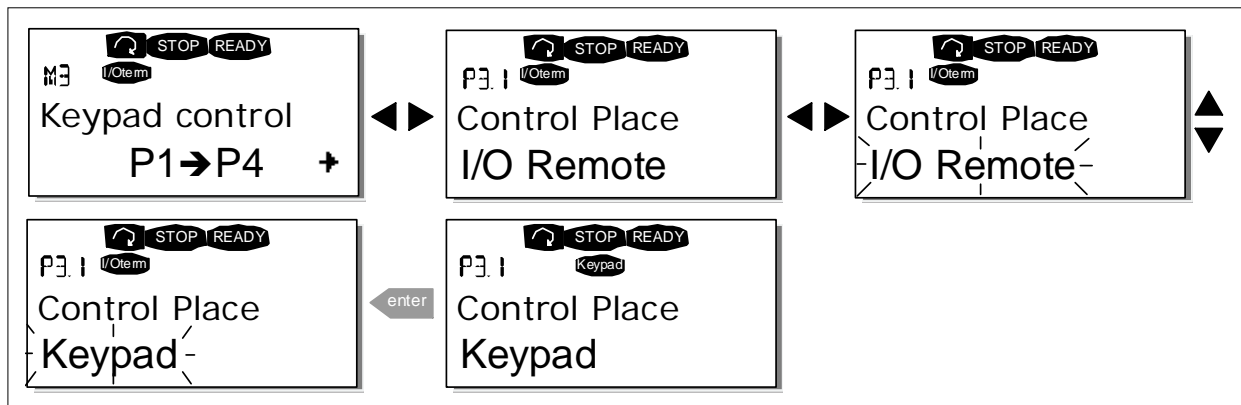 STOP READY
M3 I/Oterm
Keypad control
P1➔P4
STOP READY
P3.1 I/Oterm
Control Place
I/O Remote
STOP READY
P3.1 I/Oterm
Control Place
I/O Remote
STOP READY
P3.1 I/Oterm
Control Place
Keypad
enter
STOP READY
P3.1 Keypad
Control Place
Keypad